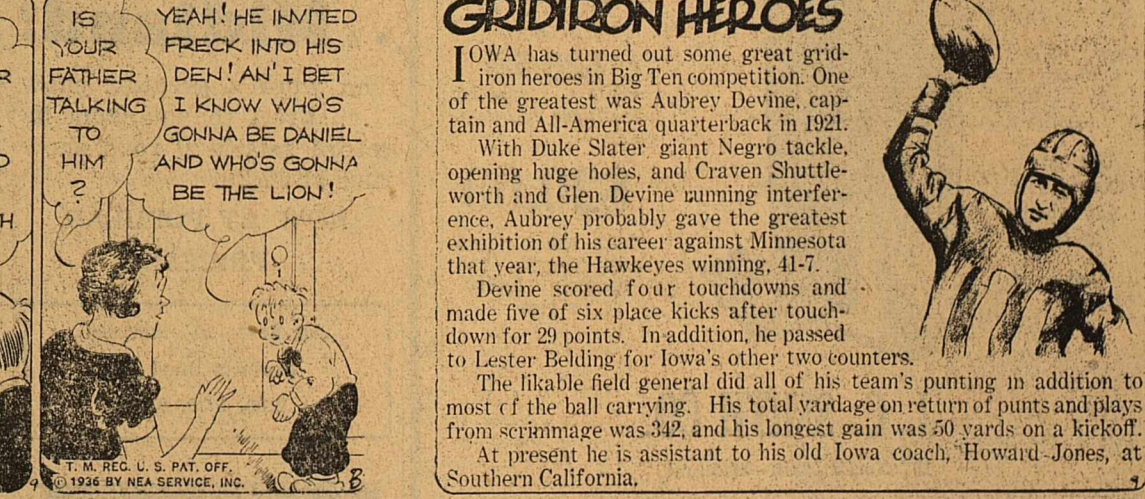 IS
YOUR
FATHER
TALKING
TO
HIM
?
YEAH! HE INVITED
FRECK INTO HIS
DEN! AN' I BET
I KNOW WHO'S
GONNA BE DANIEL
AND WHO'S GONNA
BE THE LION!
T. M. REG. U. S. PAT. OFF.
© 1936 BY NEA SERVICE, INC.
GRIDIRON HEROES
IOWA has turned out some great grid-
iron heroes in Big Ten competition. One
of the greatest was Aubrey Devine, cap-
tain and All-America quarterback in 1921.
With Duke Slater giant Negro tackle,
opening huge holes, and Craven Shuttle-
worth and Glen Devine running interfer-
ence, Aubrey probably gave the greatest
exhibition of his career against Minnesota
that year, the Hawkeyes winning, 41-7.
Devine scored four touchdowns and
made five of six place kicks after touch-
down for 29 points. In addition, he passed
to Lester Belding for Iowa's other two counters.
The likable field general did all of his team's punting in addition to
most of the ball carrying. His total yardage on return of punts and plays
from scrimmage was 342, and his longest gain was 50 yards on a kickoff.
At present he is assistant to his old Iowa coach, Howard Jones, at
Southern California.